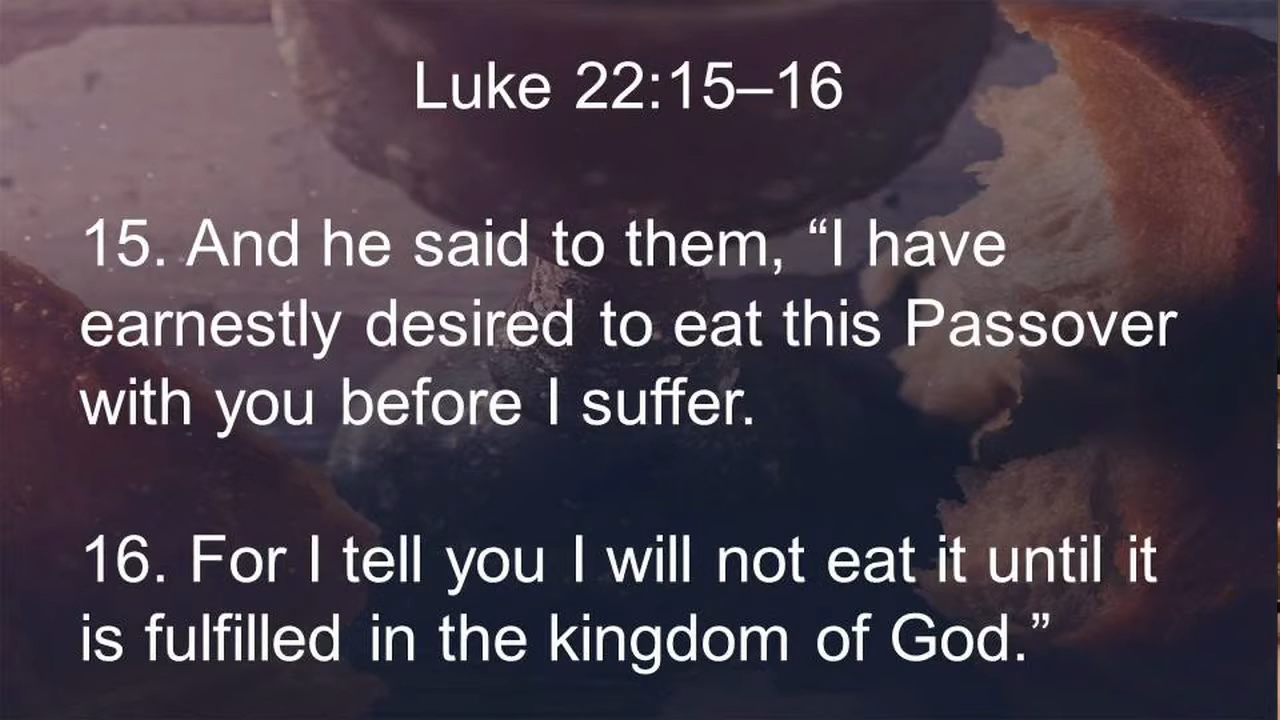 Luke 22:15–16
15. And he said to them, “I have
earnestly desired to eat this Passover
with you before I suffer.
16. For I tell you I will not eat it until it
is fulfilled in the kingdom of God.”